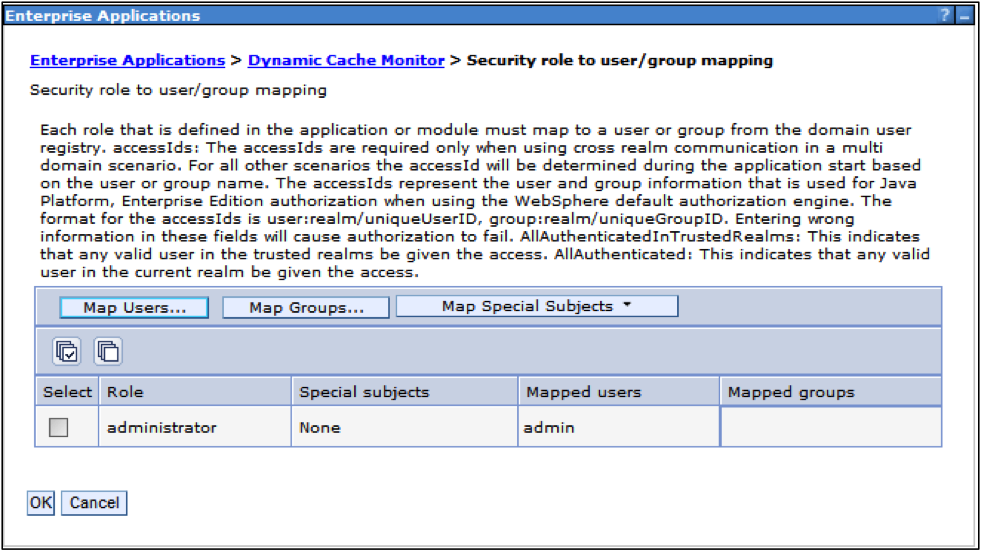 Enterprise Applications
?
Enterprise Applications > Dynamic Cache Monitor > Security role to user/group mapping
Security role to user/group mapping
Each role that is defined in the application or module must map to a user or group from the domain user
registry. accessIds: The accessIds are required only when using cross realm communication in a multi
domain scenario. For all other scenarios the accessId will be determined during the application start based
on the user or group name. The accessIds represent the user and group information that is used for Java
Platform, Enterprise Edition authorization when using the WebSphere default authorization engine. The
format for the accessIds is user:realm/uniqueUserID, group:realm/uniqueGroupID. Entering wrong
information in these fields will cause authorization to fail. AllAuthenticatedInTrustedRealms: This indicates
that any valid user in the trusted realms be given the access. AllAuthenticated: This indicates that any valid
user in the current realm be given the access.
Map Users... Map Groups... Map Special Subjects
Select Role Special subjects Mapped users Mapped groups
administrator None admin
OK Cancel